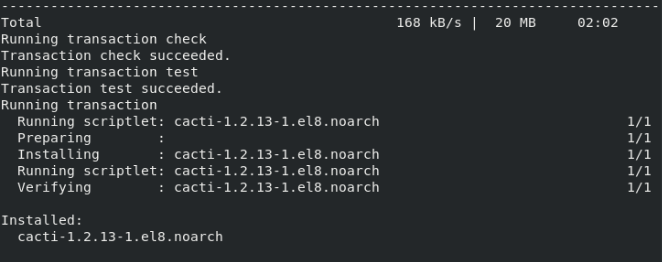 --------------------------------------------------------------------------------
Total                                           168 kB/s |  20 MB     02:02
Running transaction check
Transaction check succeeded.
Running transaction test
Transaction test succeeded.
Running transaction
  Running scriptlet: cacti-1.2.13-1.el8.noarch                              1/1
  Preparing        :                                                        1/1
  Installing       : cacti-1.2.13-1.el8.noarch                              1/1
  Running scriptlet: cacti-1.2.13-1.el8.noarch                              1/1
  Verifying        : cacti-1.2.13-1.el8.noarch                              1/1

Installed:
  cacti-1.2.13-1.el8.noarch